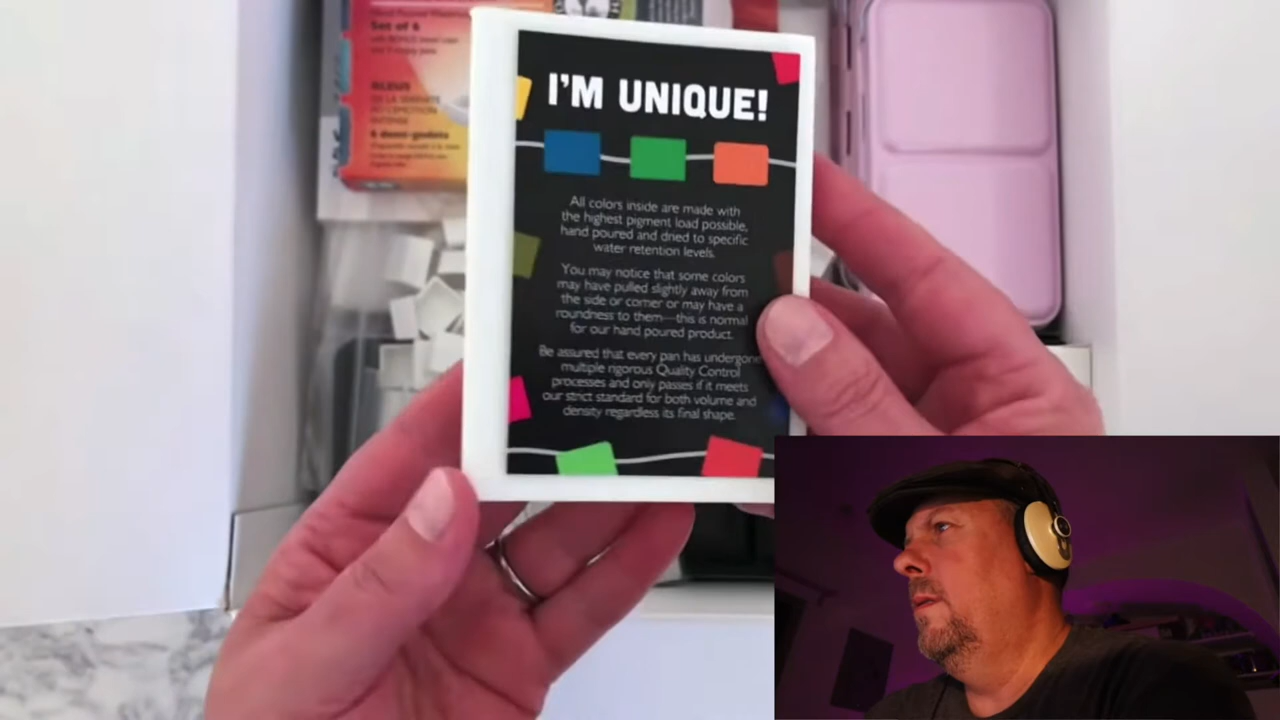 Set of 6
I'M UNIQUE!
All colors inside are made with
the highest pigment load possible,
hand poured and dried to specific
water retention levels.
You may notice that some colors
may have pulled slightly away from
the side or corner or may have a
roundness to them—this is normal
for our hand poured product.
Be assured that every pan has undergone
multiple rigorous Quality Control
processes and only passes if it meets
our strict standard for both volume and
density regardless its final shape.